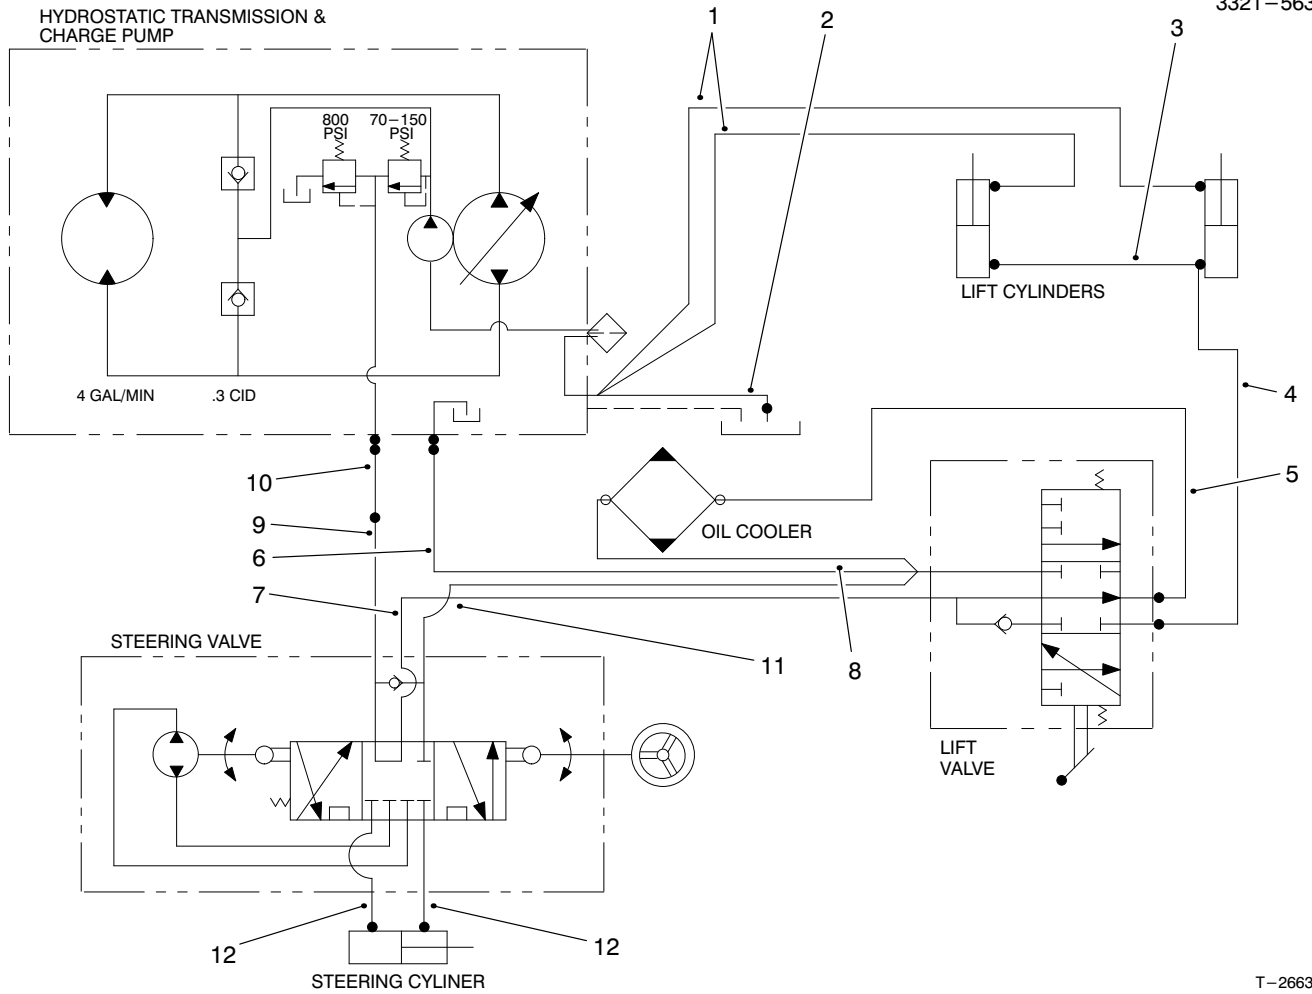 HYDROSTATIC TRANSMISSION &
CHARGE PUMP
3321-563
1
2
3
800
PSI
70-150
PSI
LIFT CYLINDERS
4 GAL/MIN
.3 CID
4
10
5
9
OIL COOLER
6
7
STEERING VALVE
11
8
LIFT
VALVE
12
12
STEERING CYLINER
T-2663